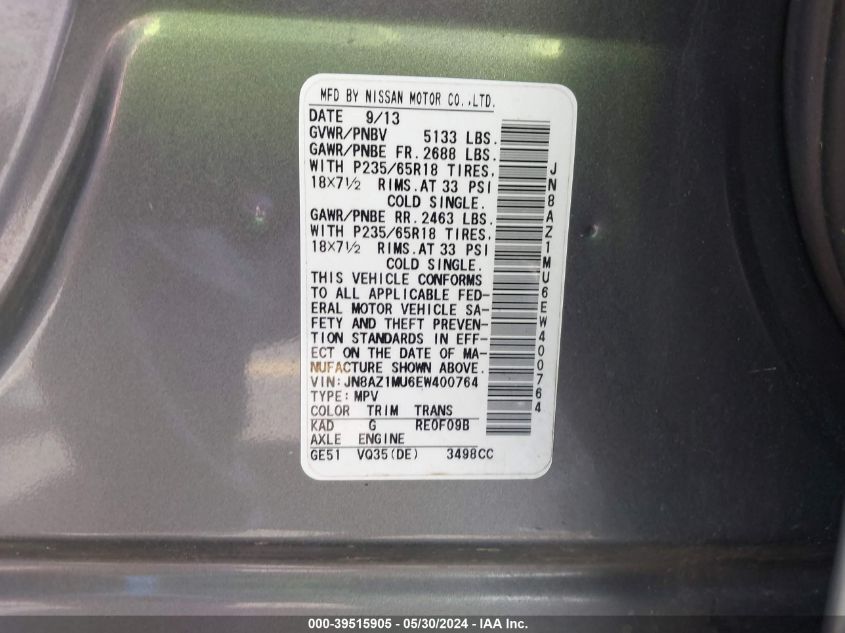 MFD BY NISSAN MOTOR CO.,LTD.
DATE 9/13
GVWR/PNBV 5133 LBS.
GAWR/PNBE FR. 2688 LBS.
WITH P235/65R18 TIRES,
18X7½ RIMS.AT 33 PSI
COLD SINGLE.
GAWR/PNBE RR. 2463 LBS.
WITH P235/65R18 TIRES,
18X7½ RIMS.AT 33 PSI
COLD SINGLE.
THIS VEHICLE CONFORMS
TO ALL APPLICABLE FED-
ERAL MOTOR VEHICLE SA-
FETY AND THEFT PREVEN-
TION STANDARDS IN EFF-
ECT ON THE DATE OF MA-
NUFACTURE SHOWN ABOVE.
VIN:JN8AZ1MU6EW400764
TYPE:MPV
COLOR TRIM TRANS
KAD G RE0F09B
AXLE ENGINE
GE51 VQ35(DE) 3498CC
JN8AZ1MU6EW400764
000-39515905 - 05/30/2024 - Copyright © IAA, Inc.